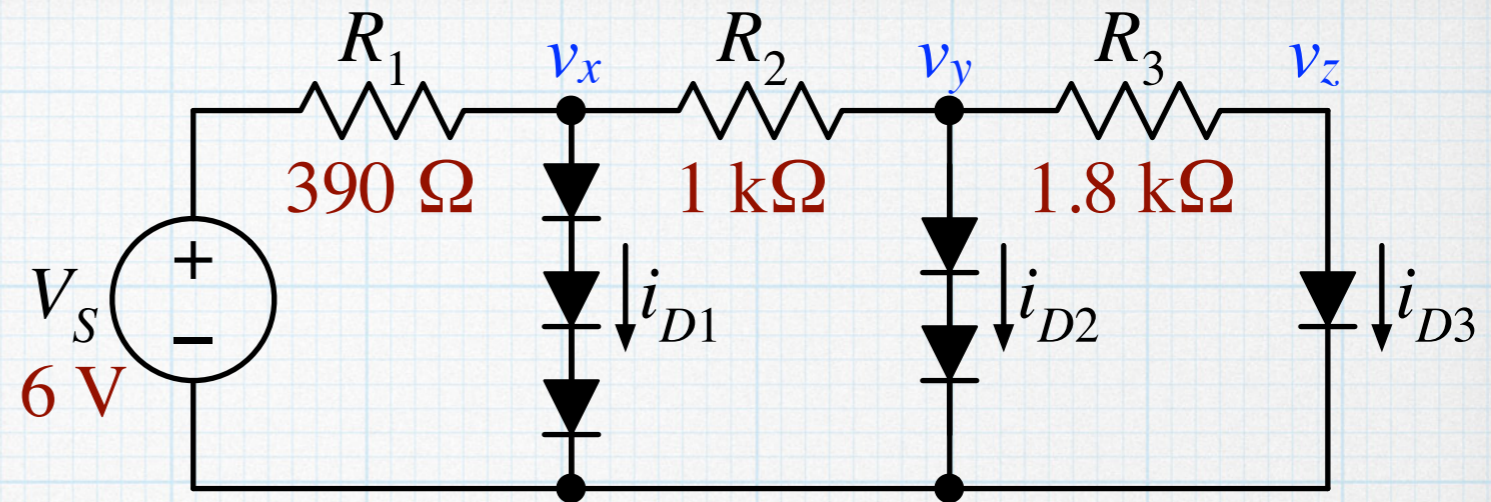 R1 vx R2 vy R3 vz
390 Ω 1 kΩ 1.8 kΩ
+
VS iD1 iD2 iD3
−
6 V